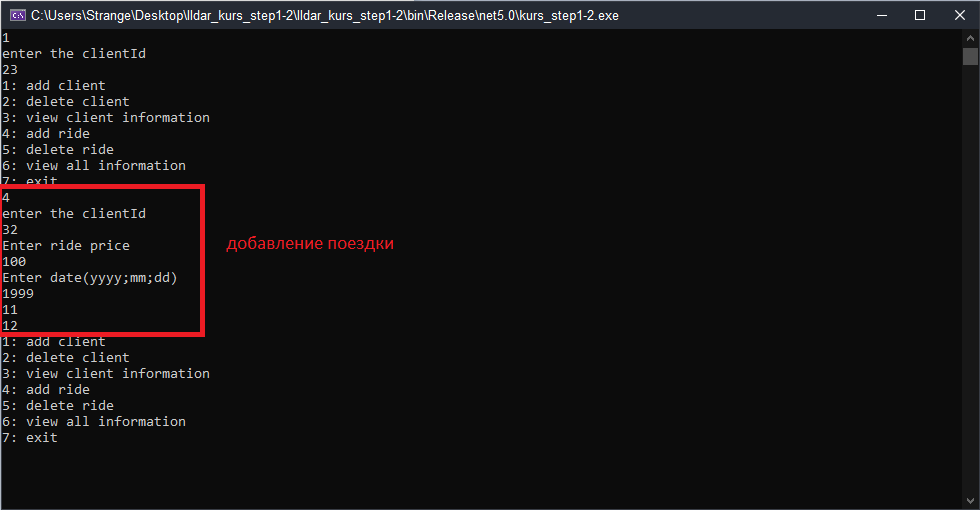 C:\Users\Strange\Desktop\lldar_kurs_step1-2\lldar_kurs_step1-2\bin\Release\net5.0\kurs_step1-2.exe
1
enter the clientId
23
1: add client
2: delete client
3: view client information
4: add ride
5: delete ride
6: view all information
7: exit
4
enter the clientId
32
Enter ride price
100
Enter date(yyyy;mm;dd)
1999
11
12
добавление поездки
1: add client
2: delete client
3: view client information
4: add ride
5: delete ride
6: view all information
7: exit